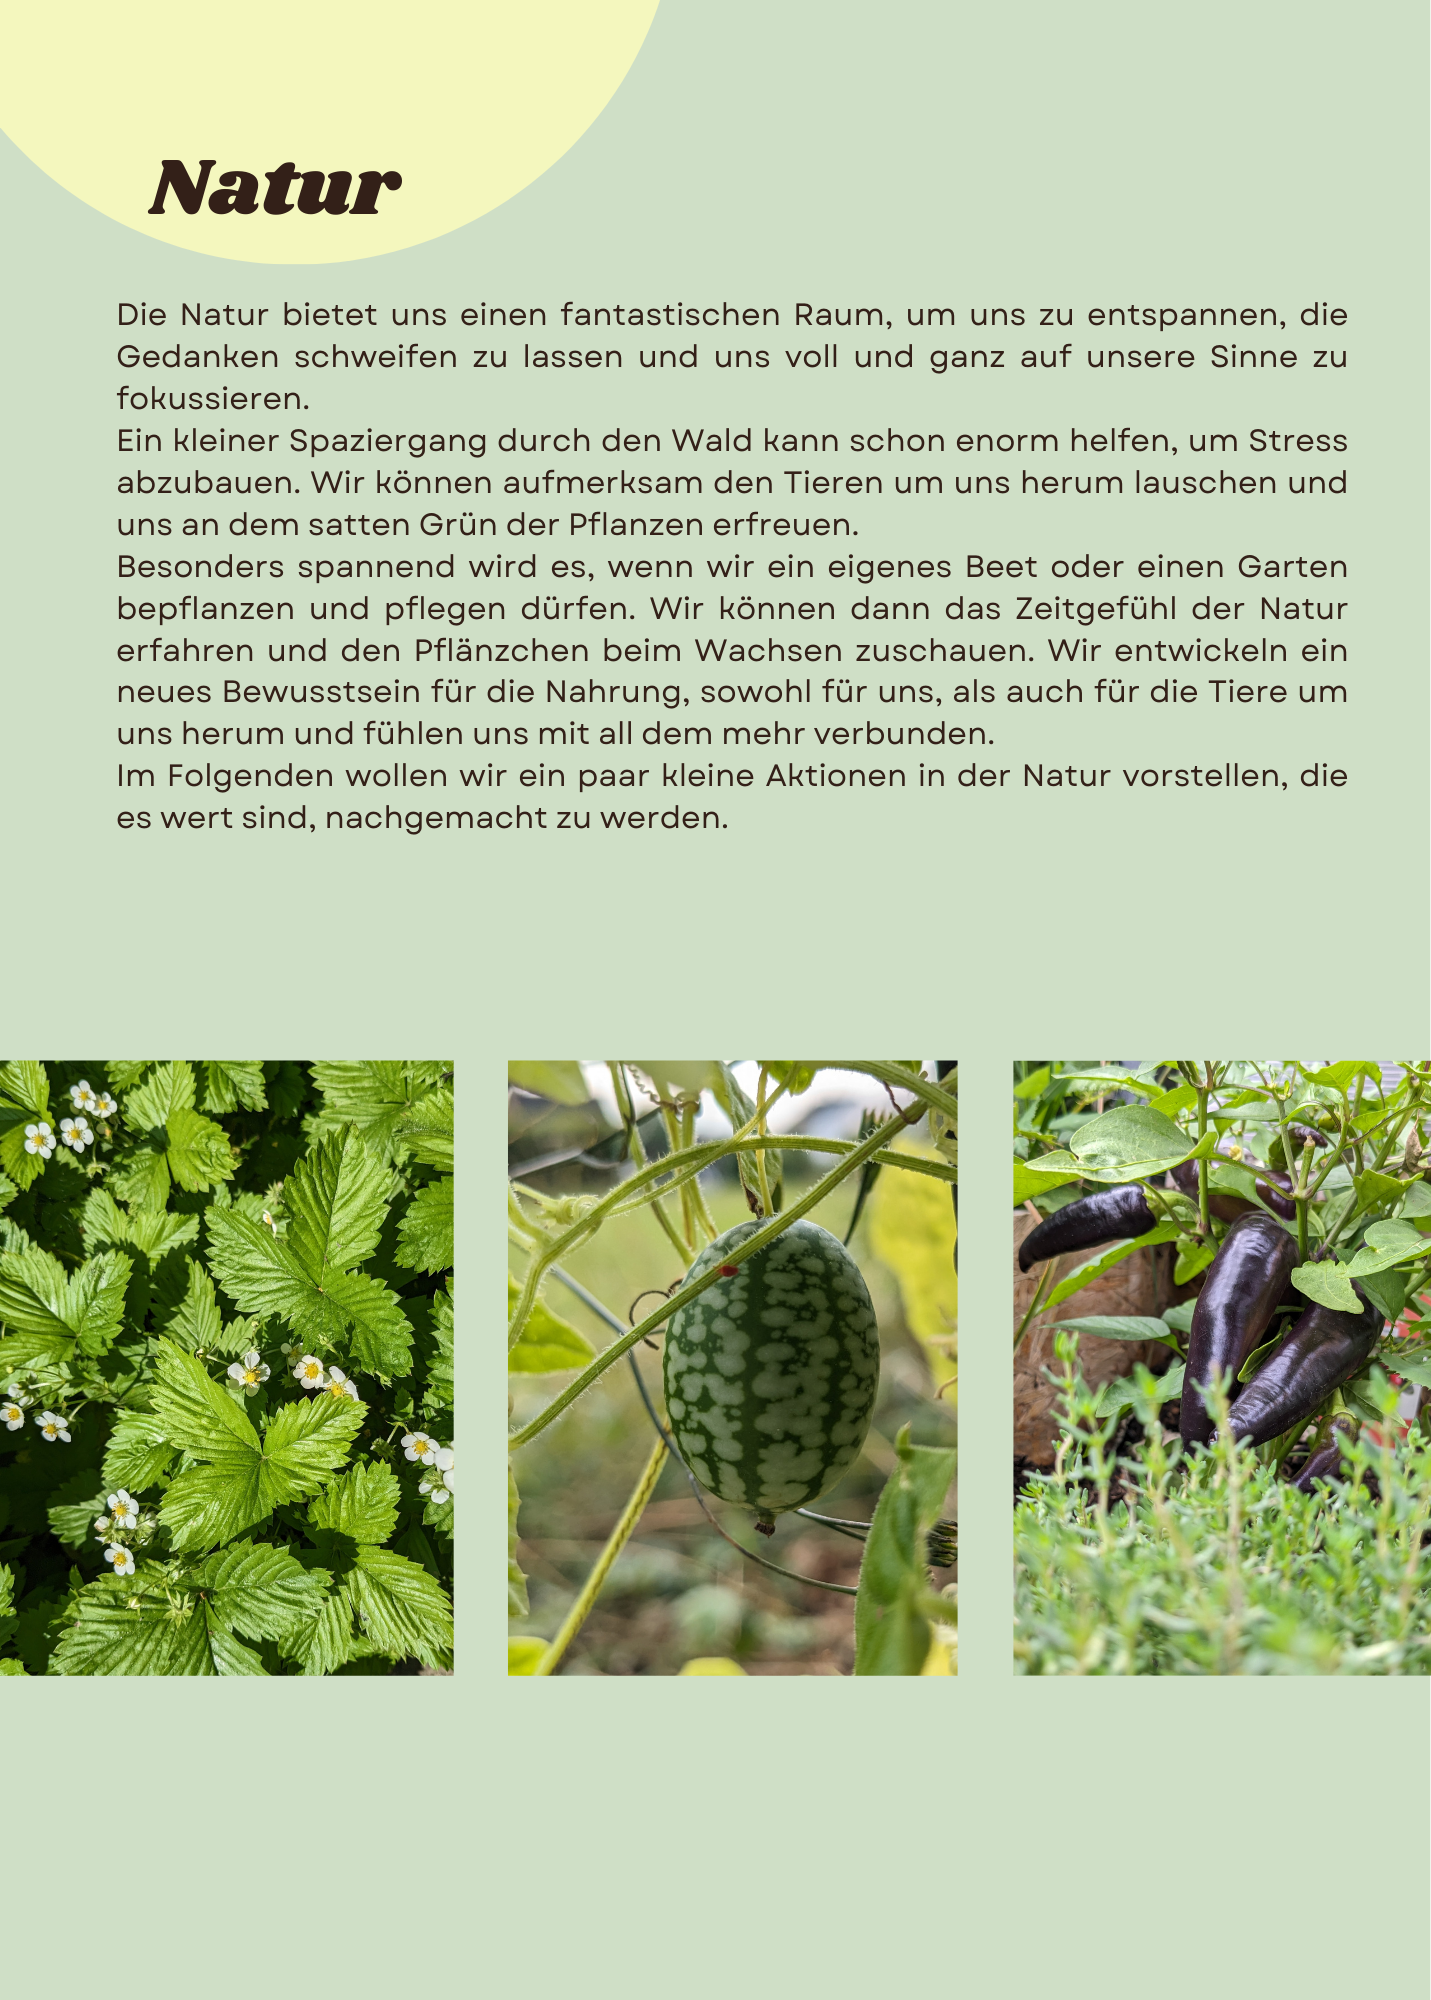 Natur
Die Natur bietet uns einen fantastischen Raum, um uns zu entspannen, die
Gedanken schweifen zu lassen und uns voll und ganz auf unsere Sinne zu
fokussieren.
Ein kleiner Spaziergang durch den Wald kann schon enorm helfen, um Stress
abzubauen. Wir können aufmerksam den Tieren um uns herum lauschen und
uns an dem satten Grün der Pflanzen erfreuen.
Besonders spannend wird es, wenn wir ein eigenes Beet oder einen Garten
bepflanzen und pflegen dürfen. Wir können dann das Zeitgefühl der Natur
erfahren und den Pflänzchen beim Wachsen zuschauen. Wir entwickeln ein
neues Bewusstsein für die Nahrung, sowohl für uns, als auch für die Tiere um
uns herum und fühlen uns mit all dem mehr verbunden.
Im Folgenden wollen wir ein paar kleine Aktionen in der Natur vorstellen, die
es wert sind, nachgemacht zu werden.